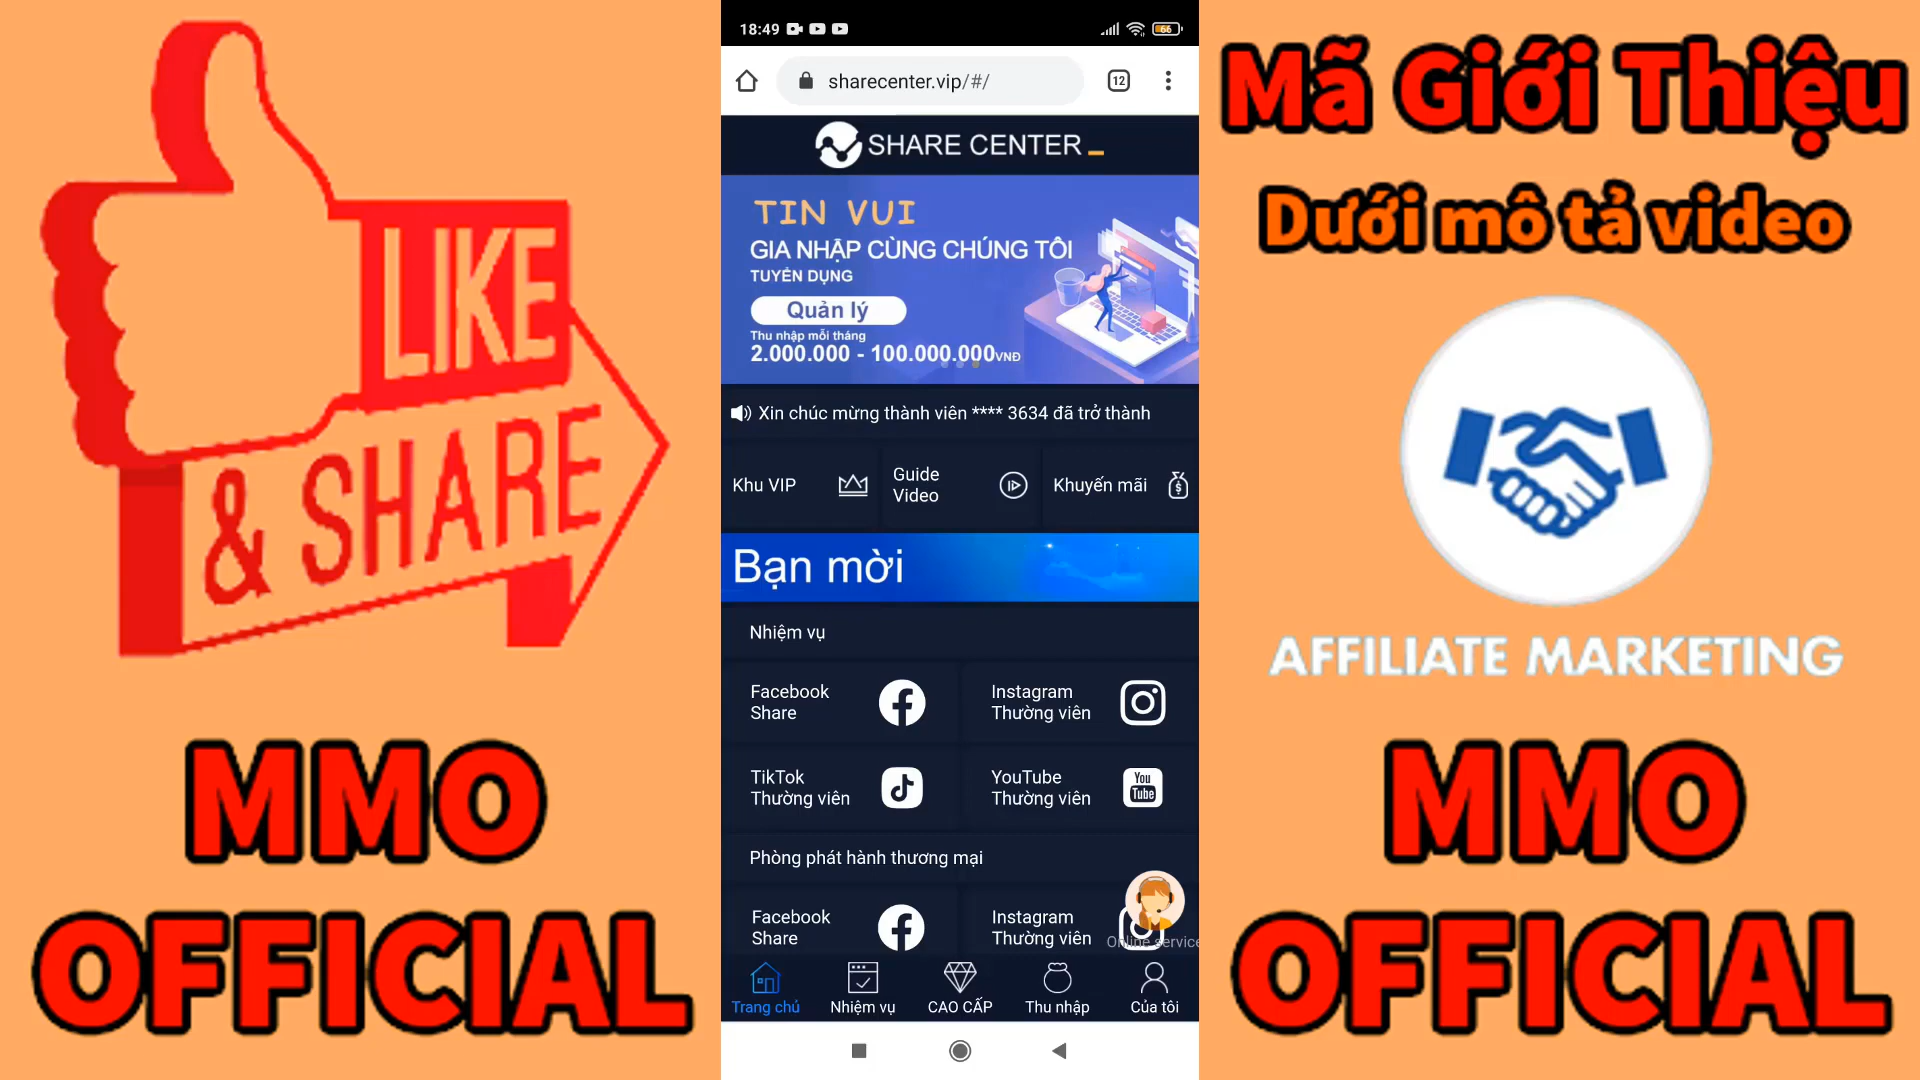 LIKE
& SHARE
MMO
OFFICIAL
18:49
66
sharecenter.vip/#/
12
SHARE CENTER
TIN VUI
GIA NHẬP CÙNG CHÚNG TÔI
TUYỂN DỤNG
Quản lý
Thu nhập mỗi tháng
2.000.000 - 100.000.000VNĐ
Xin chúc mừng thành viên **** 3634 đã trở thành
Khu VIP
Guide
Video
Khuyến mãi
Bạn mời
Nhiệm vụ
Facebook
Share
Instagram
Thường viên
TikTok
Thường viên
YouTube
Thường viên
You
Tube
Phòng phát hành thương mại
Facebook
Share
Instagram
Thường viên
Online service
Trang chủ
Nhiệm vụ
CAO CẤP
Thu nhập
Của tôi
Mã Giới Thiệu
Dưới mô tả video
AFFILIATE MARKETING
MMO
OFFICIAL